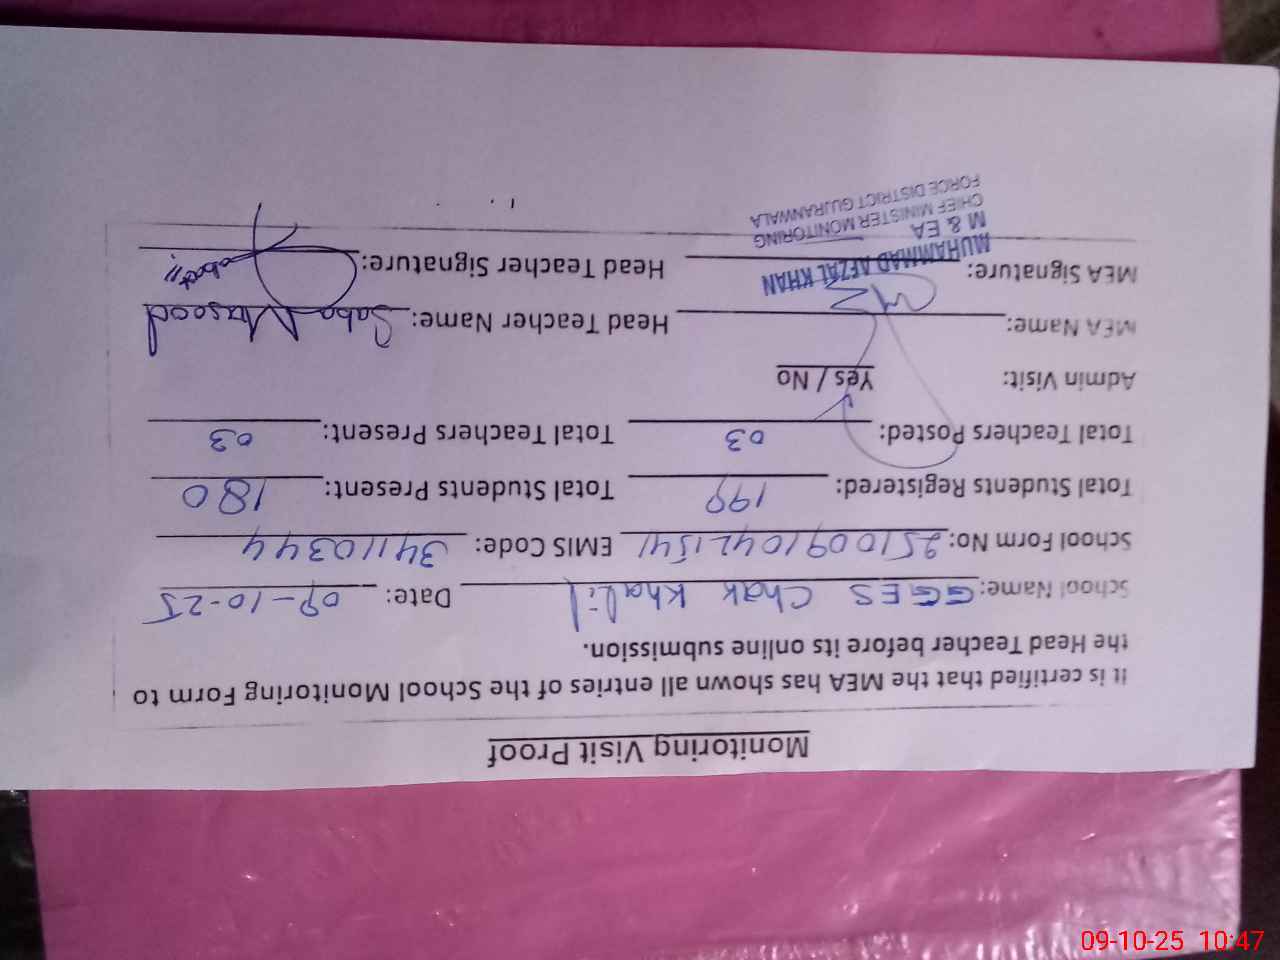 Monitoring Visit Proof
It is certified that the MEA has shown all entries of the School Monitoring Form to
the Head Teacher before its online submission.
School Name: GGES Chak Khalil Date: 09-10-25
School Form No: 25100910421541 EMIS Code: 34110344
Total Students Registered: 199 Total Students Present: 180
Total Teachers Posted: 03 Total Teachers Present: 03
Admin Visit: Yes / No
MEA Name: Head Teacher Name: Saba Masood
MEA Signature: Head Teacher Signature:
MUHAMMAD AFZAL KHAN
M & EA
CHIEF MINISTER MONITORING
FORCE DISTRICT GUJRANWALA
09-10-25 10:47